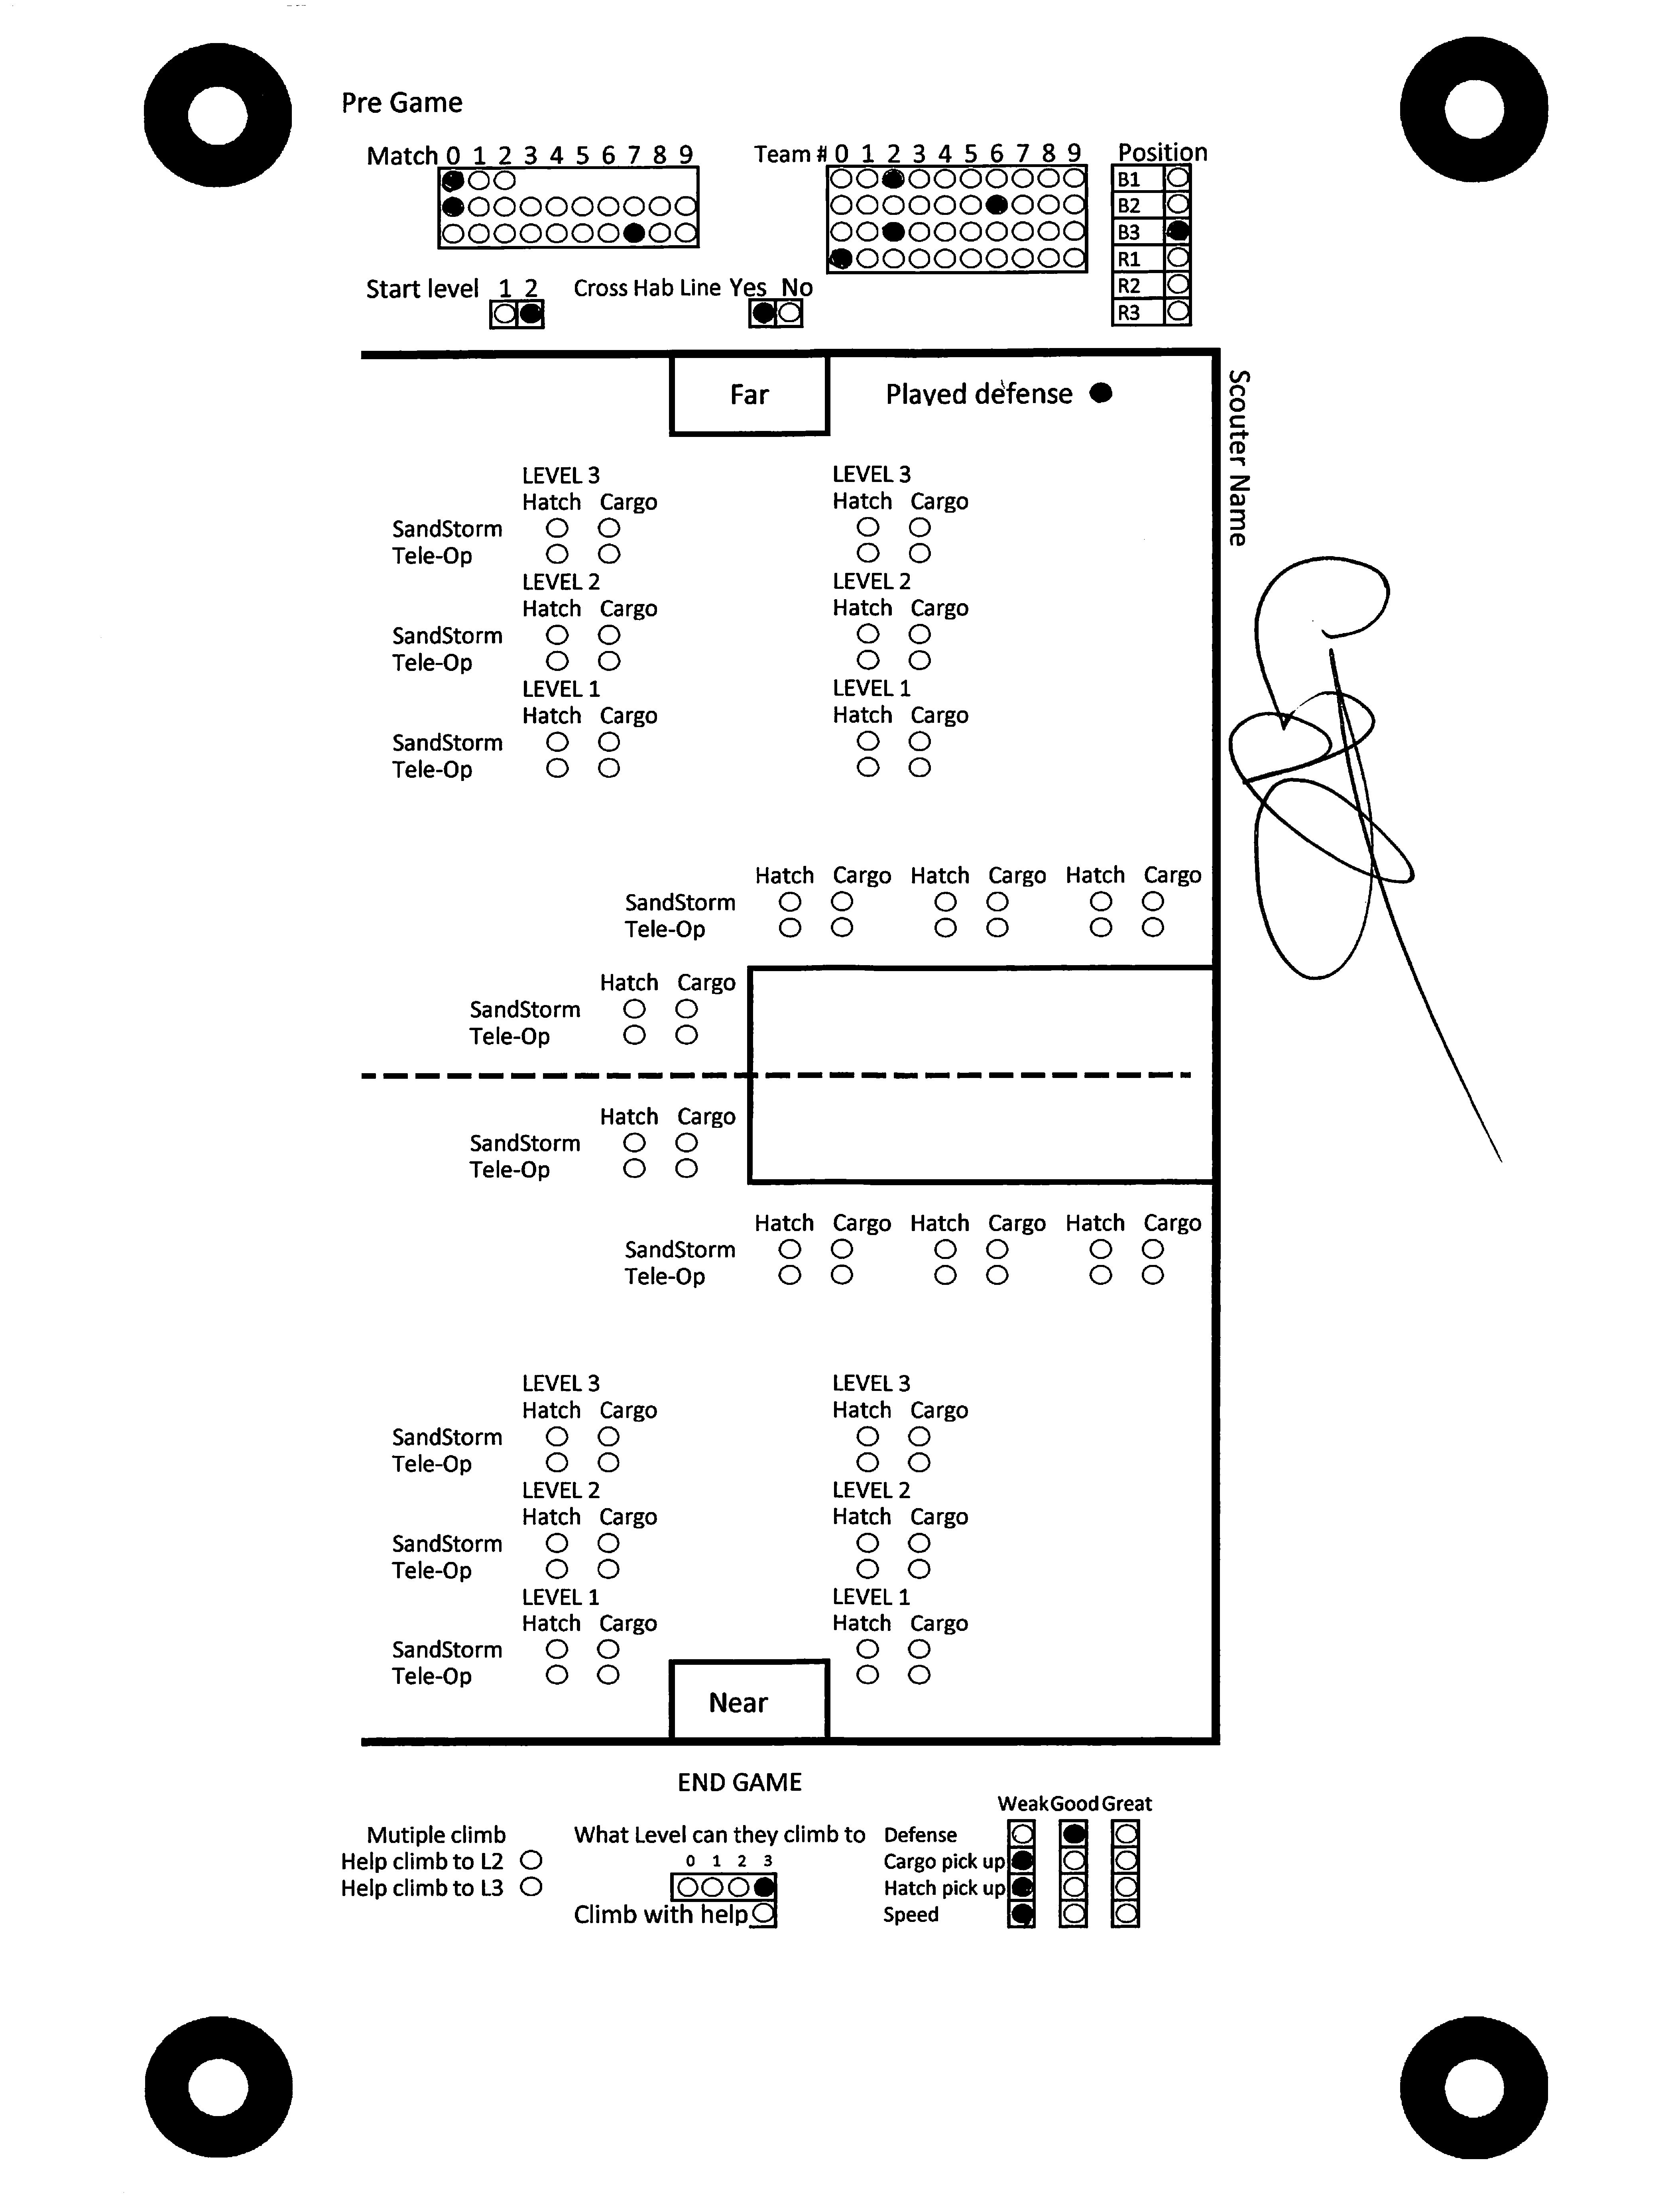 Pre Game
Match 0 1 2 3 4 5 6 7 8 9
Team # 0 1 2 3 4 5 6 7 8 9
Position
B1
B2
B3
R1
R2
R3
Start level 1 2
Cross Hab Line Yes No
Far
Played defense
Scouter Name
LEVEL 3 LEVEL 3
Hatch Cargo Hatch Cargo
SandStorm
Tele-Op
LEVEL 2 LEVEL 2
Hatch Cargo Hatch Cargo
SandStorm
Tele-Op
LEVEL 1 LEVEL 1
Hatch Cargo Hatch Cargo
SandStorm
Tele-Op
Hatch Cargo Hatch Cargo Hatch Cargo
SandStorm
Tele-Op
Hatch Cargo
SandStorm
Tele-Op
Hatch Cargo
SandStorm
Tele-Op
Hatch Cargo Hatch Cargo Hatch Cargo
SandStorm
Tele-Op
LEVEL 3 LEVEL 3
Hatch Cargo Hatch Cargo
SandStorm
Tele-Op
LEVEL 2 LEVEL 2
Hatch Cargo Hatch Cargo
SandStorm
Tele-Op
LEVEL 1 LEVEL 1
Hatch Cargo Hatch Cargo
SandStorm
Tele-Op
Near
END GAME
Mutiple climb
Help climb to L2
Help climb to L3
What Level can they climb to
0 1 2 3
Climb with help
Weak Good Great
Defense
Cargo pick up
Hatch pick up
Speed